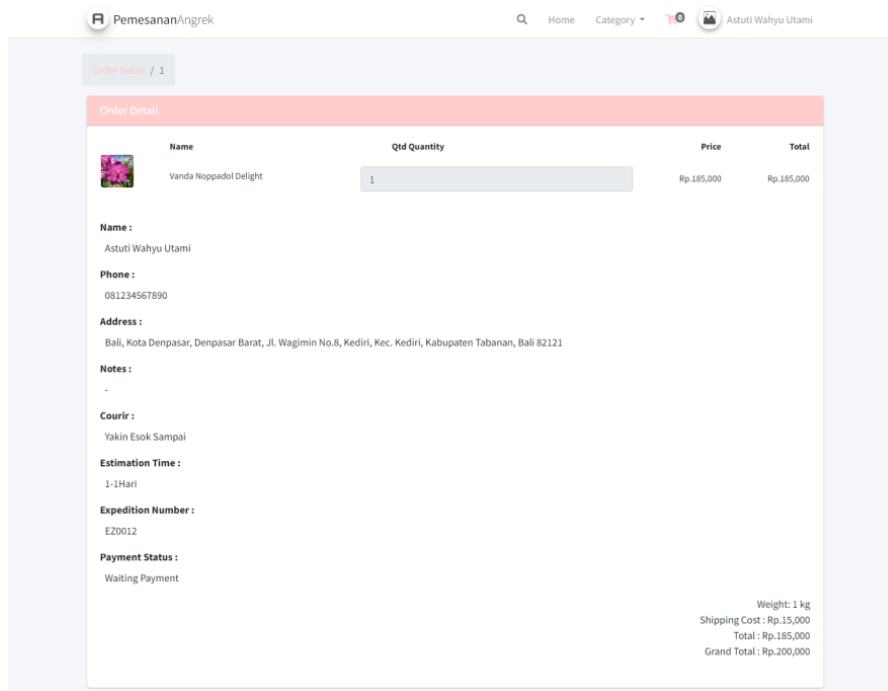 A PemesananAngrek Home Category 0 Astuti Wahyu Utami
Order Detail / 1
Order Detail
Name Qtd Quantity Price Total
Vanda Noppadol Delight 1 Rp.185,000 Rp.185,000
Name :
Astuti Wahyu Utami
Phone :
081234567890
Address :
Bali, Kota Denpasar, Denpasar Barat, Jl. Wagimin No.8, Kediri, Kec. Kediri, Kabupaten Tabanan, Bali 82121
Notes :
-
Courir :
Yakin Esok Sampai
Estimation Time :
1-1Hari
Expedition Number :
EZ0012
Payment Status :
Waiting Payment
Weight: 1 kg
Shipping Cost : Rp.15,000
Total : Rp.185,000
Grand Total : Rp.200,000